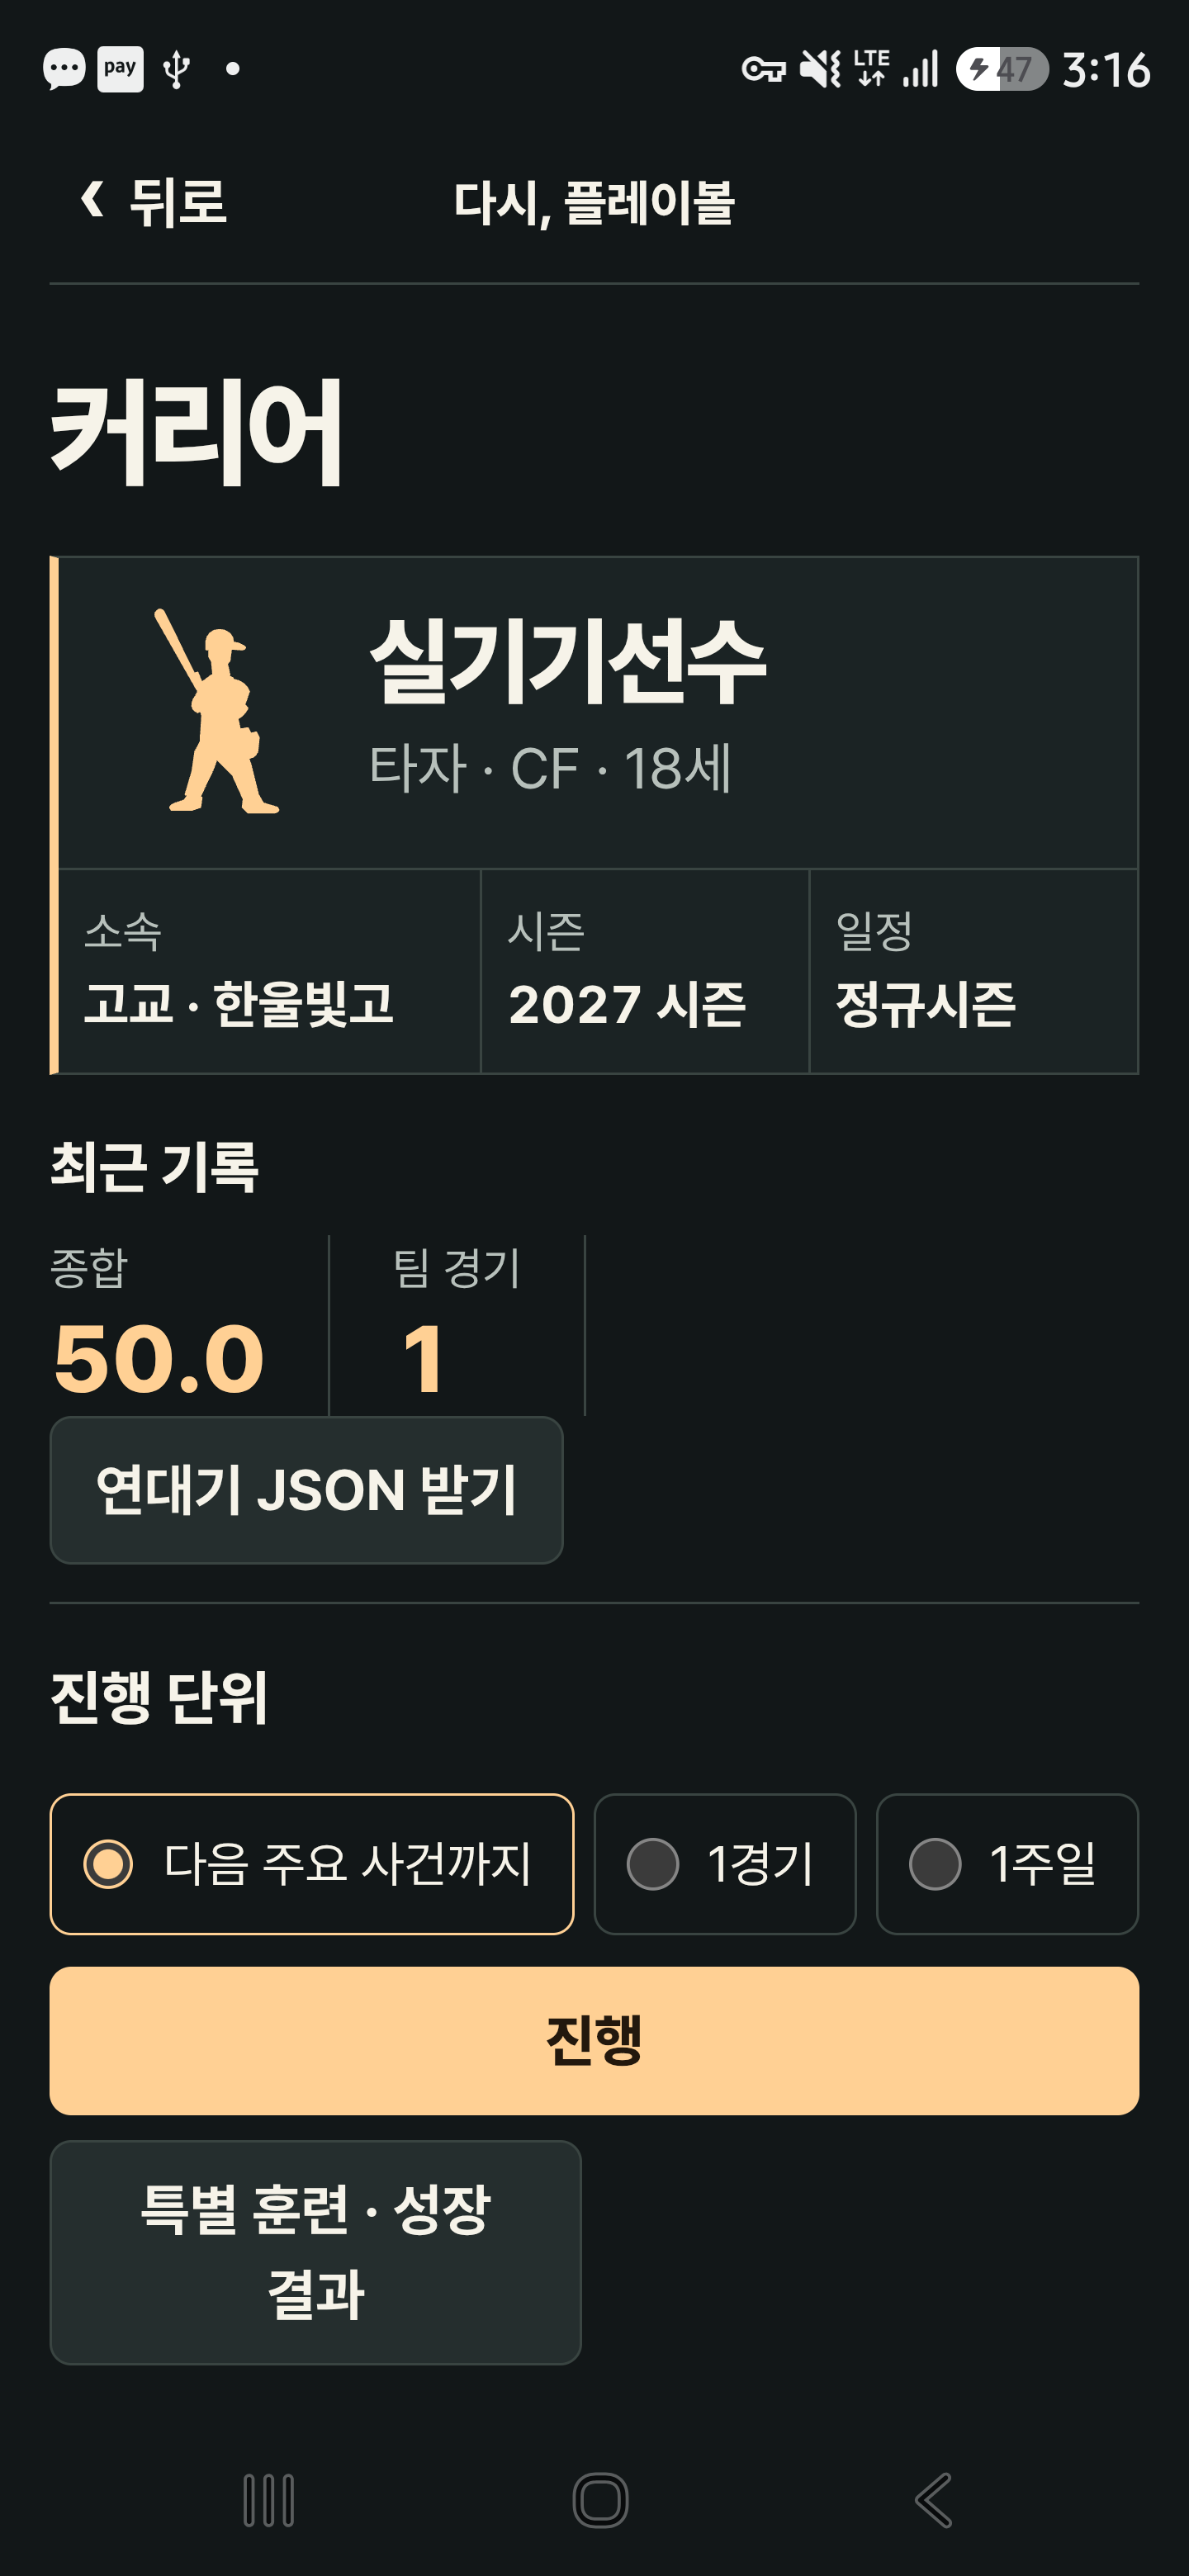 pay
LTE
47
3:16
뒤로
다시, 플레이볼
커리어
실기기선수
타자 · CF · 18세
소속
시즌
일정
고교 · 한울빛고
2027 시즌
정규시즌
최근 기록
종합
팀 경기
50.0
1
연대기 JSON 받기
진행 단위
다음 주요 사건까지
1경기
1주일
진행
특별 훈련 · 성장
결과